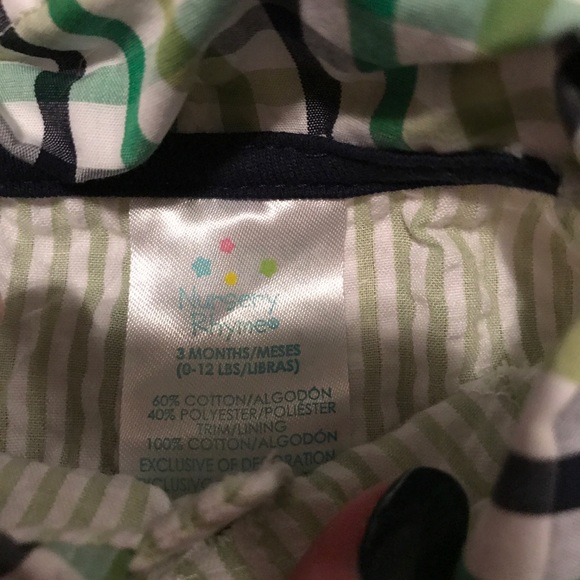 Nursery
Rhyme®
3 MONTHS/MESES
(0-12 LBS/LIBRAS)
60% COTTON/ALGODÓN
40% POLYESTER/POLIÉSTER
TRIM/LINING
100% COTTON/ALGODÓN
EXCLUSIVE OF DECORATION